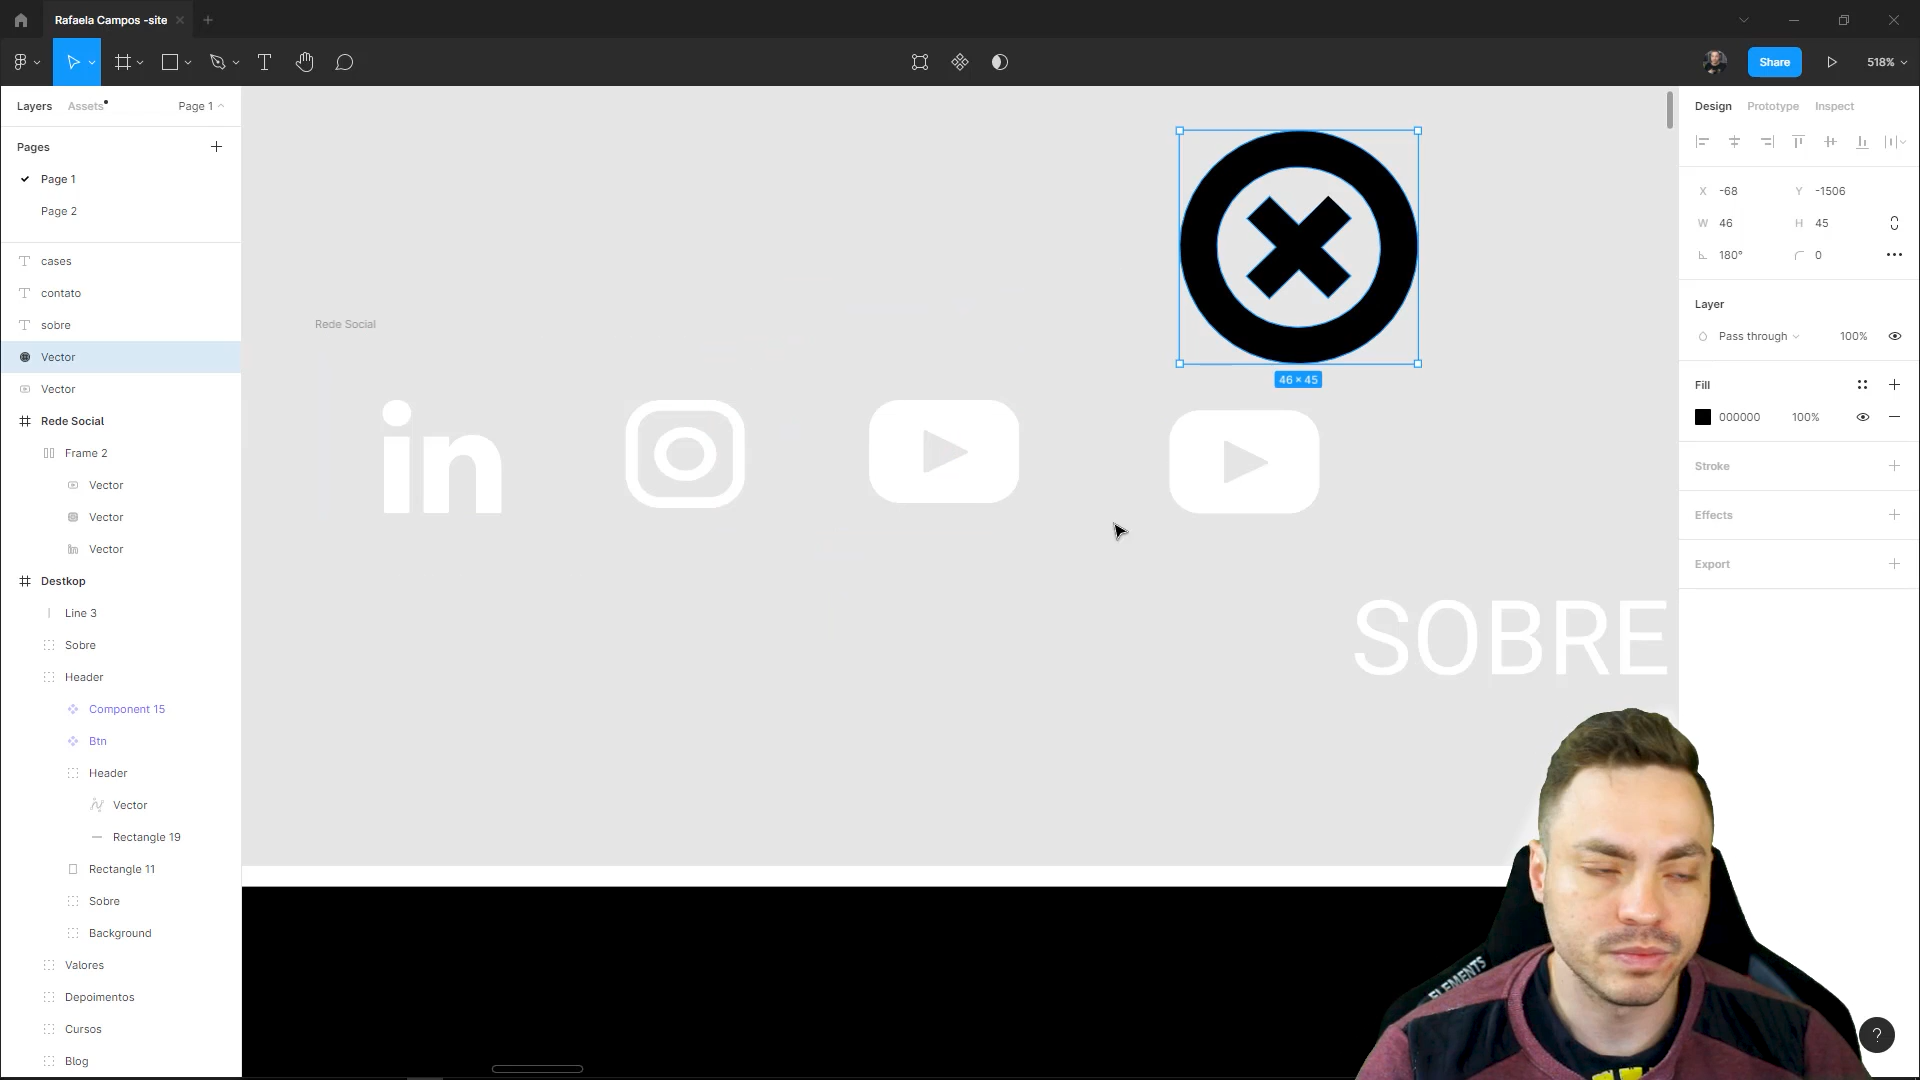 Rafaela Campos -site
Share
518%
Layers
Assets
Page 1
Design
Prototype
Inspect
Pages
Page 1
Page 2
X -68
Y -1506
W 46
H 45
180°
0
cases
contato
sobre
Vector
Vector
Rede Social
Frame 2
Vector
Vector
Vector
Destkop
Line 3
Sobre
Header
Component 15
Btn
Header
Vector
Rectangle 19
Rectangle 11
Sobre
Background
Valores
Depoimentos
Cursos
Blog
Rede Social
46 × 45
in
SOBRE
Layer
Pass through
100%
Fill
000000
100%
Stroke
Effects
Export
ELEMENTS
?